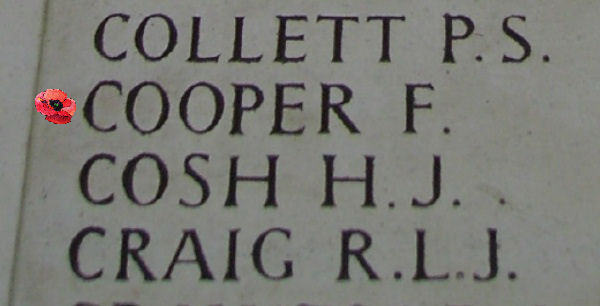 COLLETT P.S.
COOPER F.
COSH H.J.
CRAIG R.L.J.